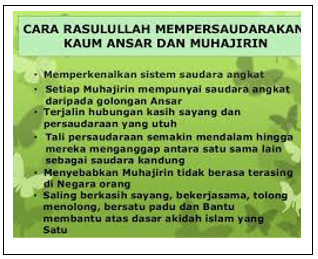 CARA RASULULLAH MEMPERSAUDARAKAN
KAUM ANSAR DAN MUHAJIRIN
• Memperkenalkan sistem saudara angkat
• Setiap Muhajirin mempunyai saudara angkat
daripada golongan Ansar
• Terjalin hubungan kasih sayang dan
persaudaraan yang utuh
• Tali persaudaraan semakin mendalam hingga
mereka menganggap antara satu sama lain
sebagai saudara kandung
• Menyebabkan Muhajirin tidak berasa terasing
di Negara orang
• Saling berkasih sayang, bekerjasama, tolong
menolong, bersatu padu dan Bantu
membantu atas dasar akidah islam yang
Satu